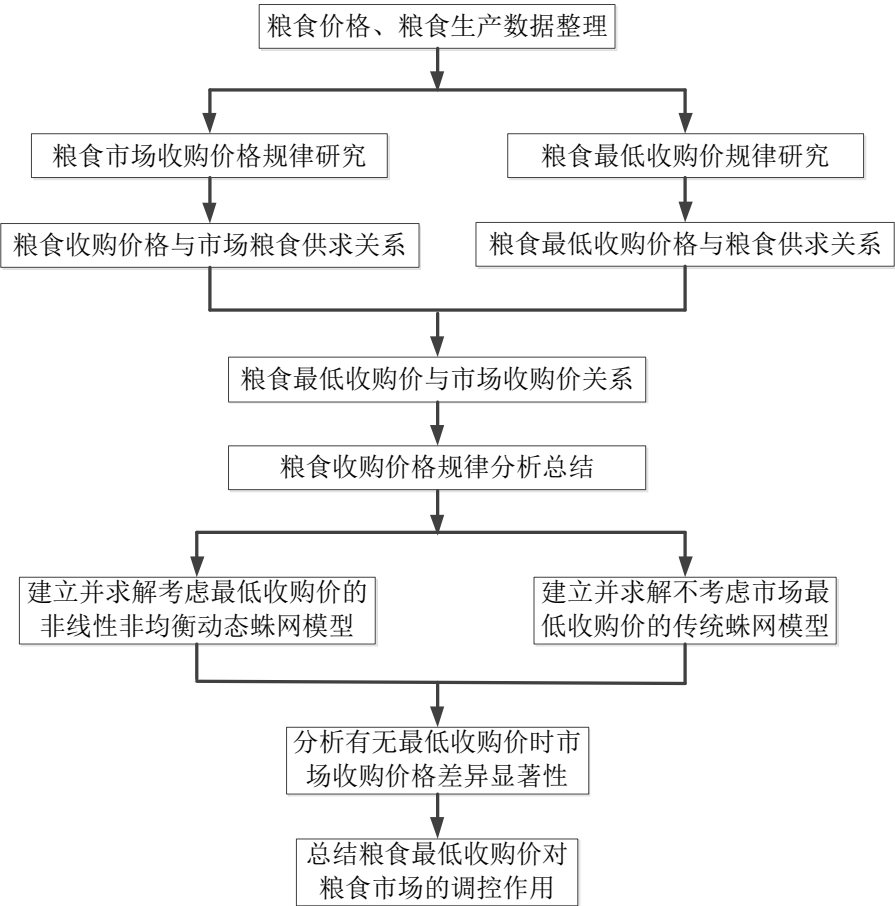 粮食价格、粮食生产数据整理
粮食市场收购价格规律研究
粮食最低收购价规律研究
粮食收购价格与市场粮食供求关系
粮食最低收购价格与粮食供求关系
粮食最低收购价与市场收购价关系
粮食收购价格规律分析总结
建立并求解考虑最低收购价的
非线性非均衡动态蛛网模型
建立并求解不考虑市场最
低收购价的传统蛛网模型
分析有无最低收购价时市
场收购价格差异显著性
总结粮食最低收购价对
粮食市场的调控作用